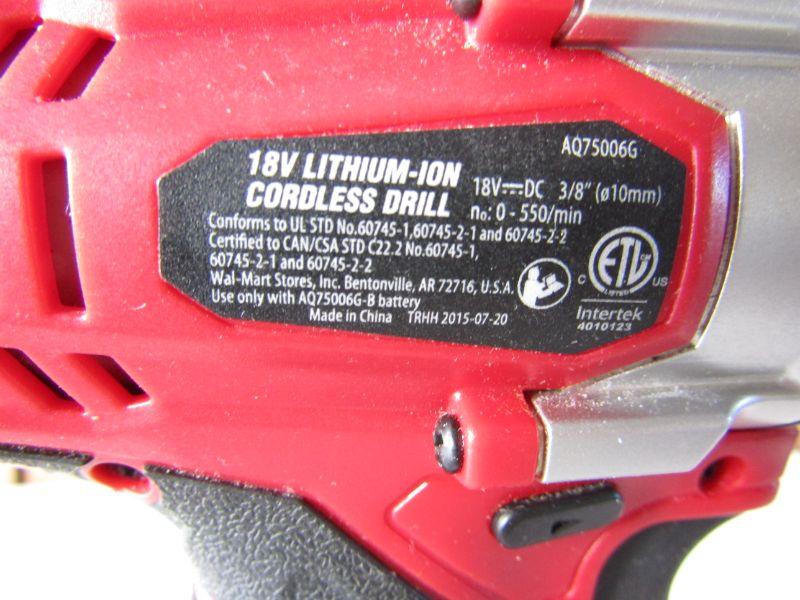 AQ75006G
18V LITHIUM-ION
CORDLESS DRILL
18V⎓DC 3/8" (ø10mm)
n₀: 0 - 550/min
Conforms to UL STD No.60745-1,60745-2-1 and 60745-2-2
Certified to CAN/CSA STD C22.2 No.60745-1,
60745-2-1 and 60745-2-2
Wal-Mart Stores, Inc. Bentonville, AR 72716, U.S.A.
Use only with AQ75006G-B battery
Made in China TRHH 2015-07-20
ETL
CM
LISTED
C US
Intertek
4010123